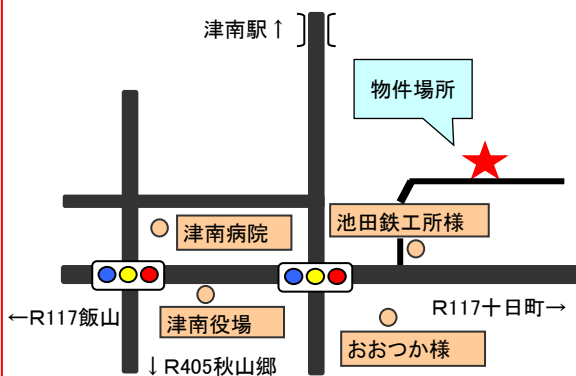 津南駅↑
物件場所
池田鉄工所様
津南病院
←R117飯山
津南役場
R117十日町→
おおつか様
↓R405秋山郷